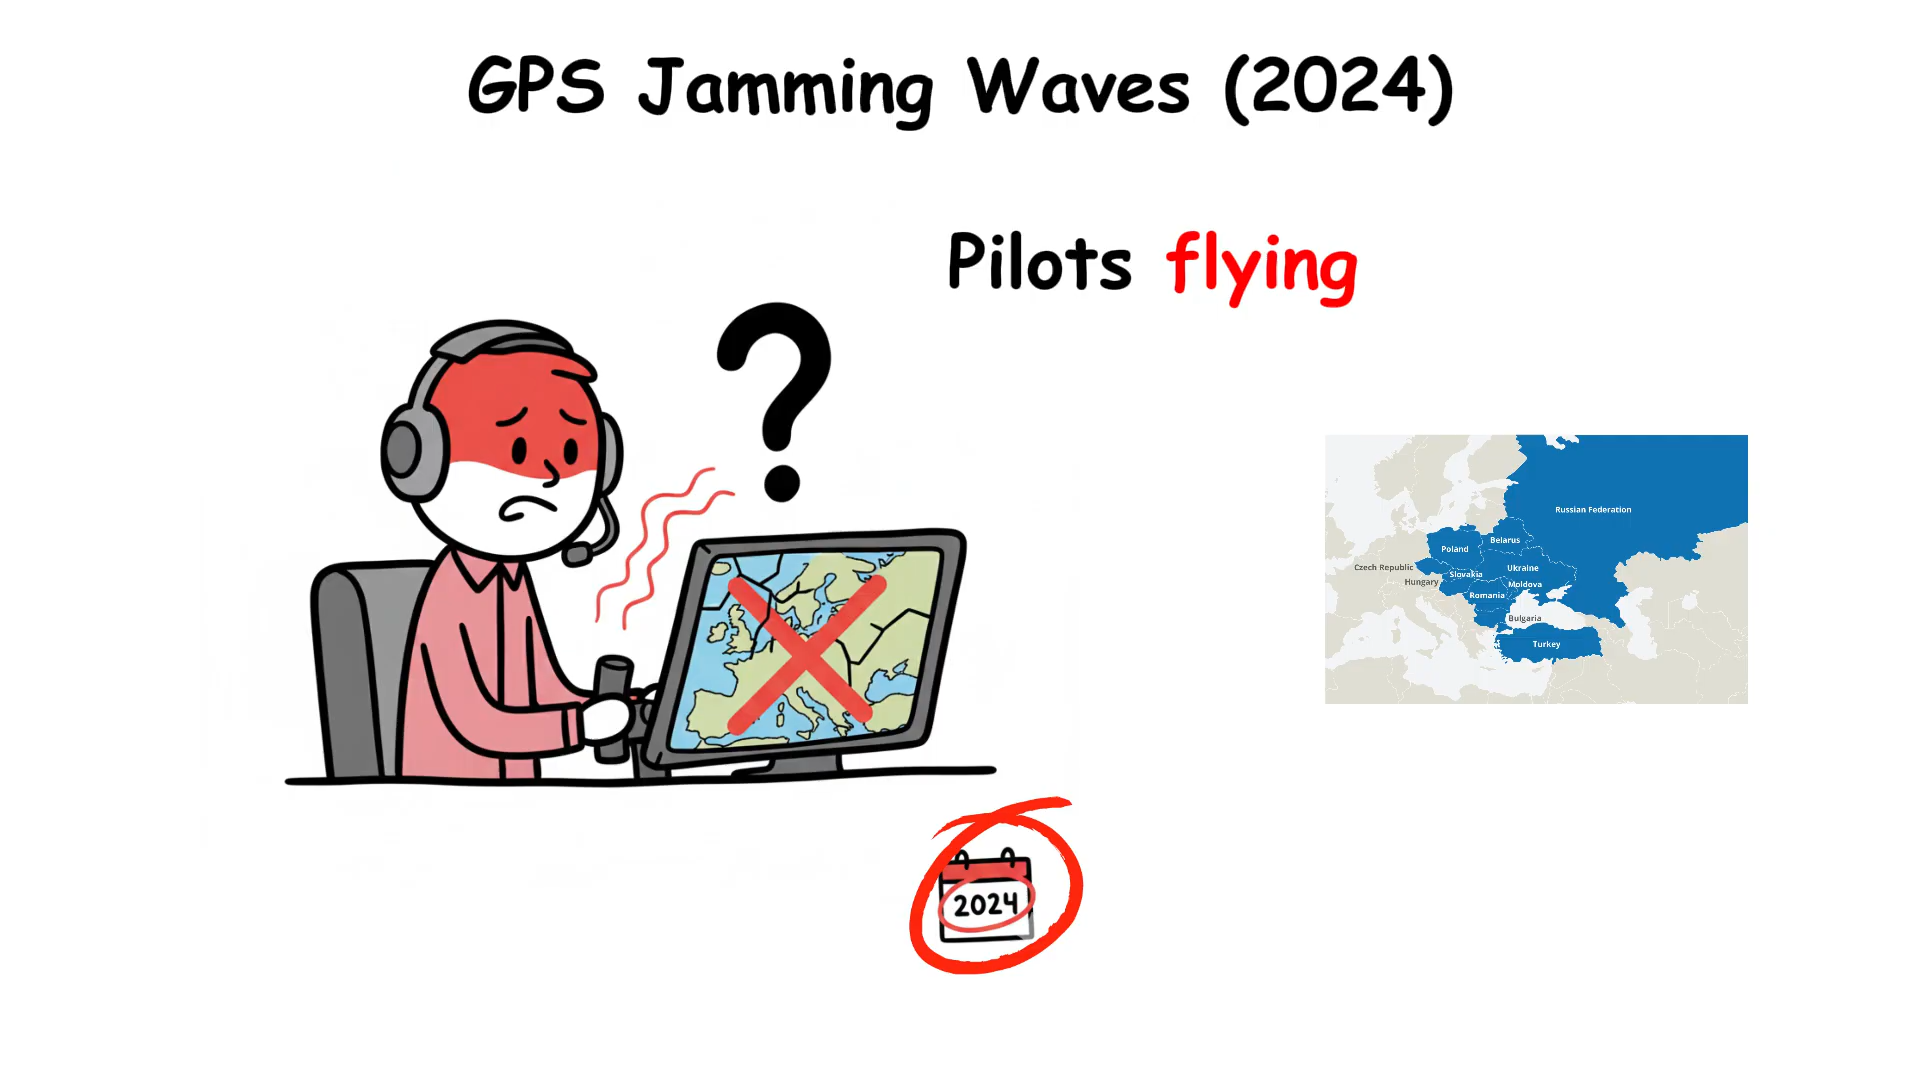 GPS Jamming Waves (2024)
Pilots flying
Russian Federation
Belarus
Poland
Czech Republic
Slovakia
Ukraine
Hungary
Moldova
Romania
Bulgaria
Turkey
2024